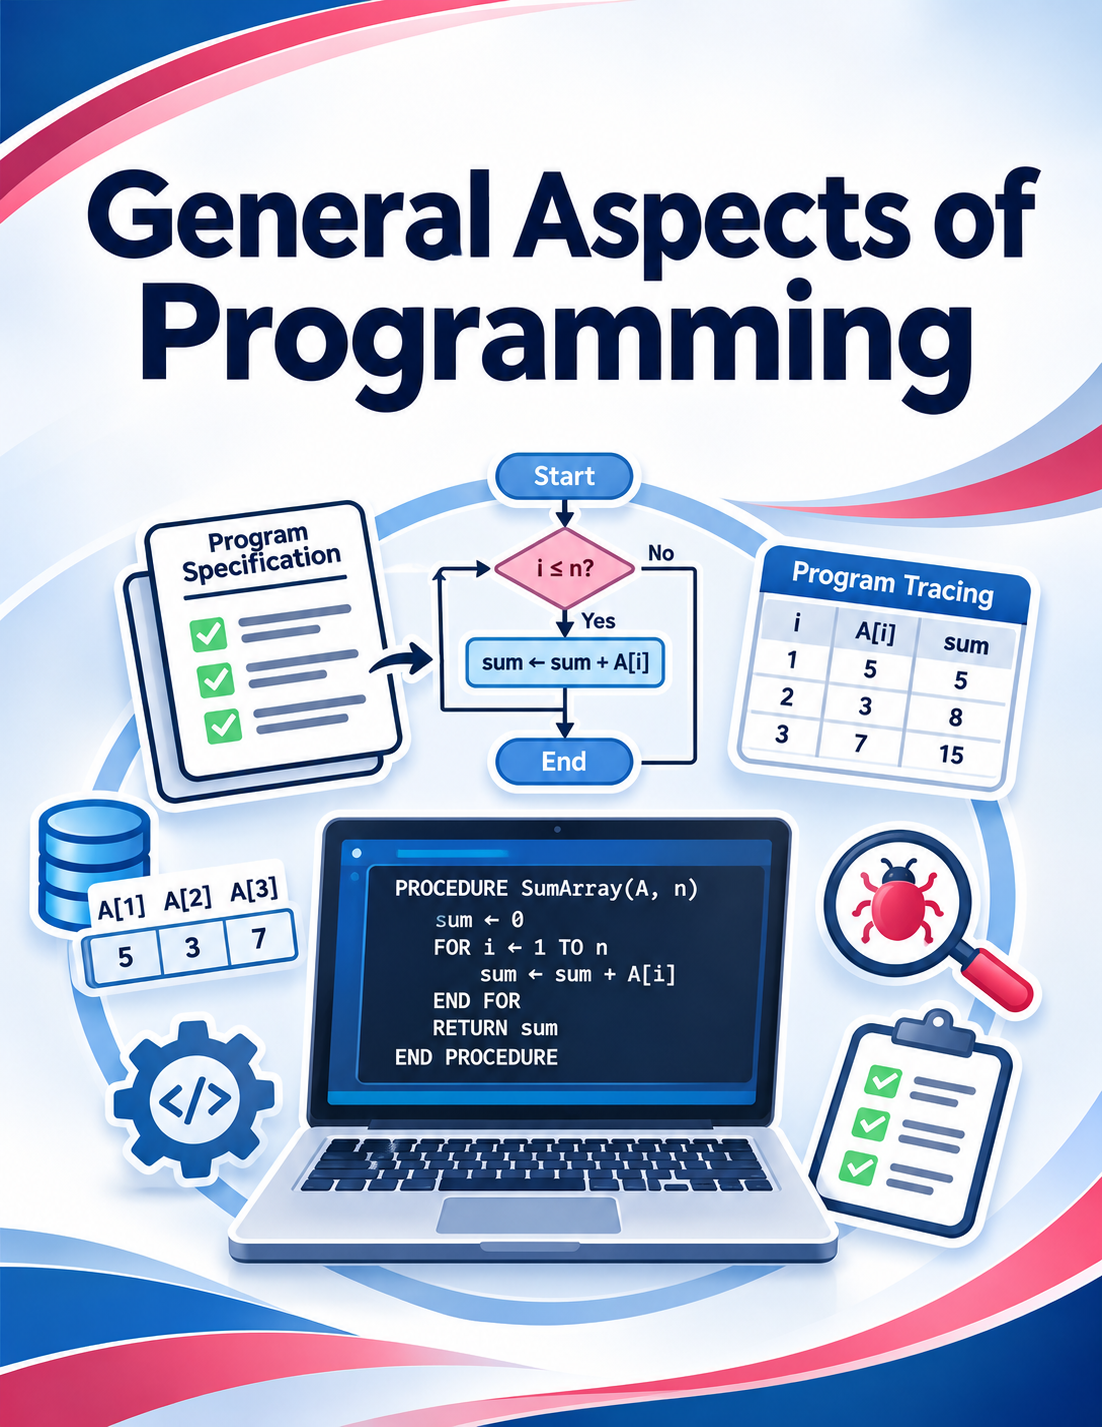 General Aspects of
Programming
Start
Program
Specification
i ≤ n?
No
Yes
sum ← sum + A[i]
End
Program Tracing
i A[i] sum
1 5 5
2 3 8
3 7 15
A[1] A[2] A[3]
5 3 7
PROCEDURE SumArray(A, n)
sum ← 0
FOR i ← 1 TO n
sum ← sum + A[i]
END FOR
RETURN sum
END PROCEDURE
</>